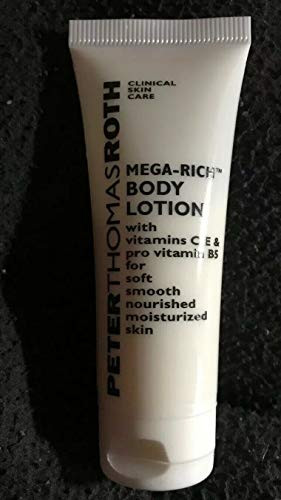 CLINICAL
SKIN
CARE
PETERTHOMASROTH
MEGA-RICH™
BODY
LOTION
with
vitamins C, E &
pro vitamin B5
for
soft
smooth
nourished
moisturized
skin